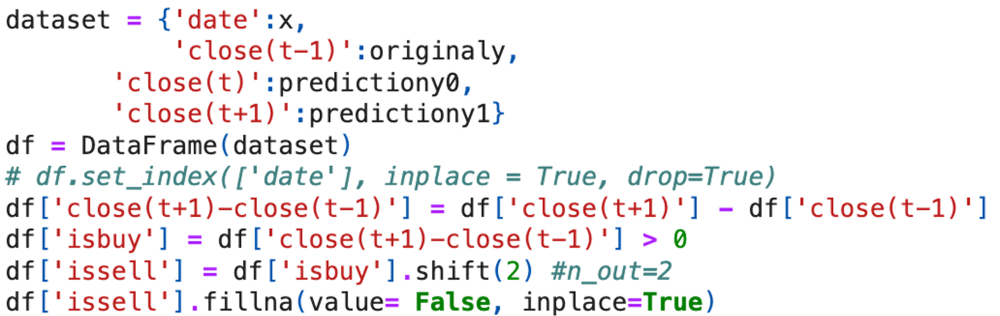 dataset = {'date':x,
'close(t-1)':originaly,
'close(t)':predictiony0,
'close(t+1)':predictiony1}
df = DataFrame(dataset)
# df.set_index(['date'], inplace = True, drop=True)
df['close(t+1)-close(t-1)'] = df['close(t+1)'] - df['close(t-1)']
df['isbuy'] = df['close(t+1)-close(t-1)'] > 0
df['issell'] = df['isbuy'].shift(2) #n_out=2
df['issell'].fillna(value= False, inplace=True)